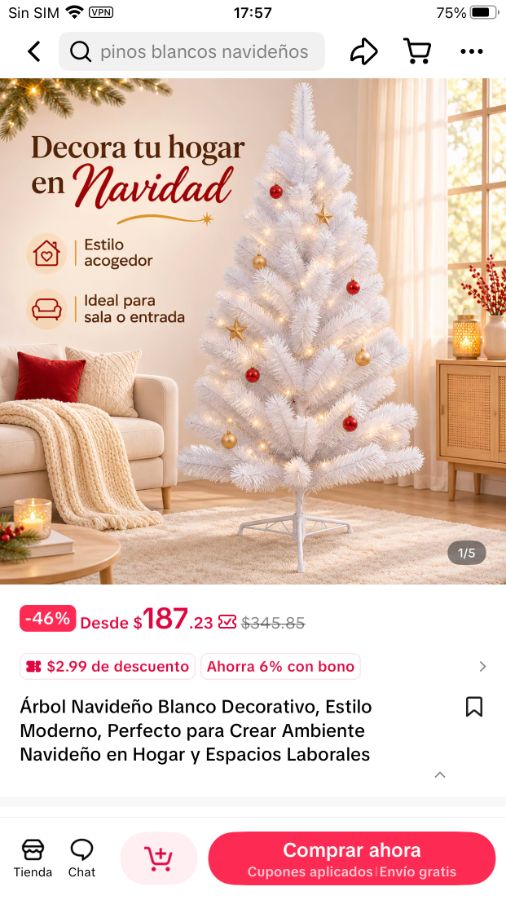 Sin SIM VPN 17:57 75%
pinos blancos navideños
Decora tu hogar
en Navidad
Estilo
acogedor
Ideal para
sala o entrada
1/5
-46% Desde $187.23 $345.85
$2.99 de descuento Ahorra 6% con bono
Árbol Navideño Blanco Decorativo, Estilo
Moderno, Perfecto para Crear Ambiente
Navideño en Hogar y Espacios Laborales
Comprar ahora
Tienda Chat Cupones aplicados | Envío gratis